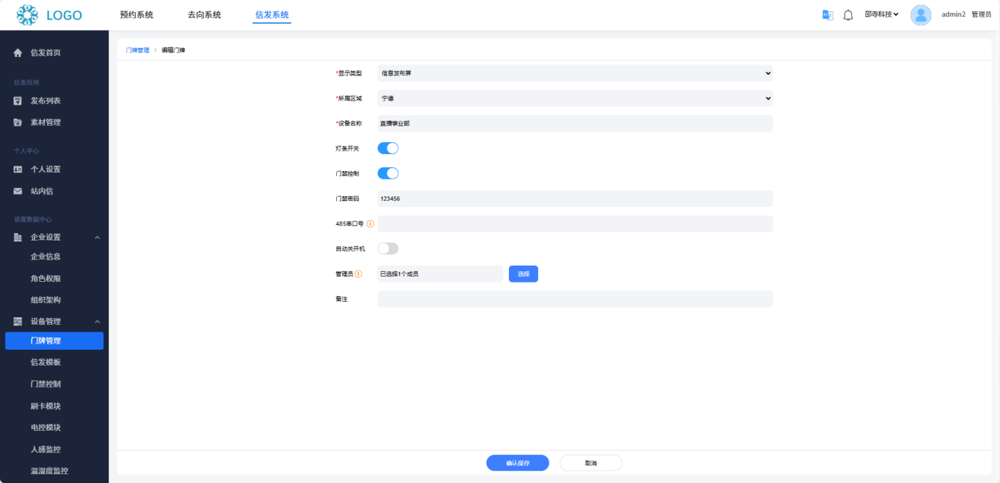 LOGO 预约系统 去向系统 信发系统 邵寺科技 admin2 管理员
信发首页
信发应用
发布列表
素材管理
个人中心
个人设置
站内信
设置数据中心
企业设置
企业信息
角色权限
组织架构
设备管理
门牌管理
信发模板
门禁控制
刷卡模块
电控模块
人感监控
温湿度监控
门牌管理 > 编辑门牌
*显示类型 信息发布屏
*所属区域 宁德
*设备名称 直播事业部
灯条开关
门禁控制
门禁密码 123456
485串口号
自动关开机
管理员 已选择1个成员 选择
备注
确认保存 取消